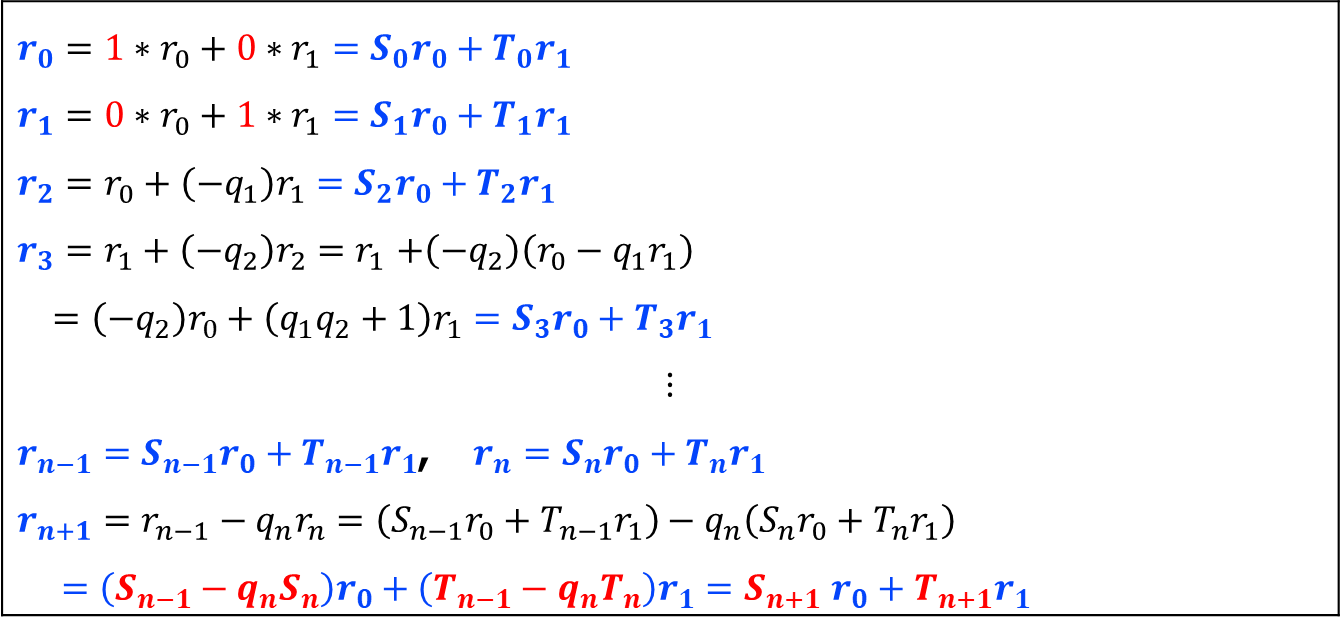 r₀ = 1 ∗ r₀ + 0 ∗ r₁ = S₀r₀ + T₀r₁
r₁ = 0 ∗ r₀ + 1 ∗ r₁ = S₁r₀ + T₁r₁
r₂ = r₀ + (−q₁)r₁ = S₂r₀ + T₂r₁
r₃ = r₁ + (−q₂)r₂ = r₁ +(−q₂)(r₀ − q₁r₁)
= (−q₂)r₀ + (q₁q₂ + 1)r₁ = S₃r₀ + T₃r₁
⋮
rₙ₋₁ = Sₙ₋₁r₀ + Tₙ₋₁r₁, rₙ = Sₙr₀ + Tₙr₁
rₙ₊₁ = rₙ₋₁ − qₙrₙ = (Sₙ₋₁r₀ + Tₙ₋₁r₁) − qₙ(Sₙr₀ + Tₙr₁)
= (Sₙ₋₁ − qₙSₙ)r₀ + (Tₙ₋₁ − qₙTₙ)r₁ = Sₙ₊₁ r₀ + Tₙ₊₁r₁